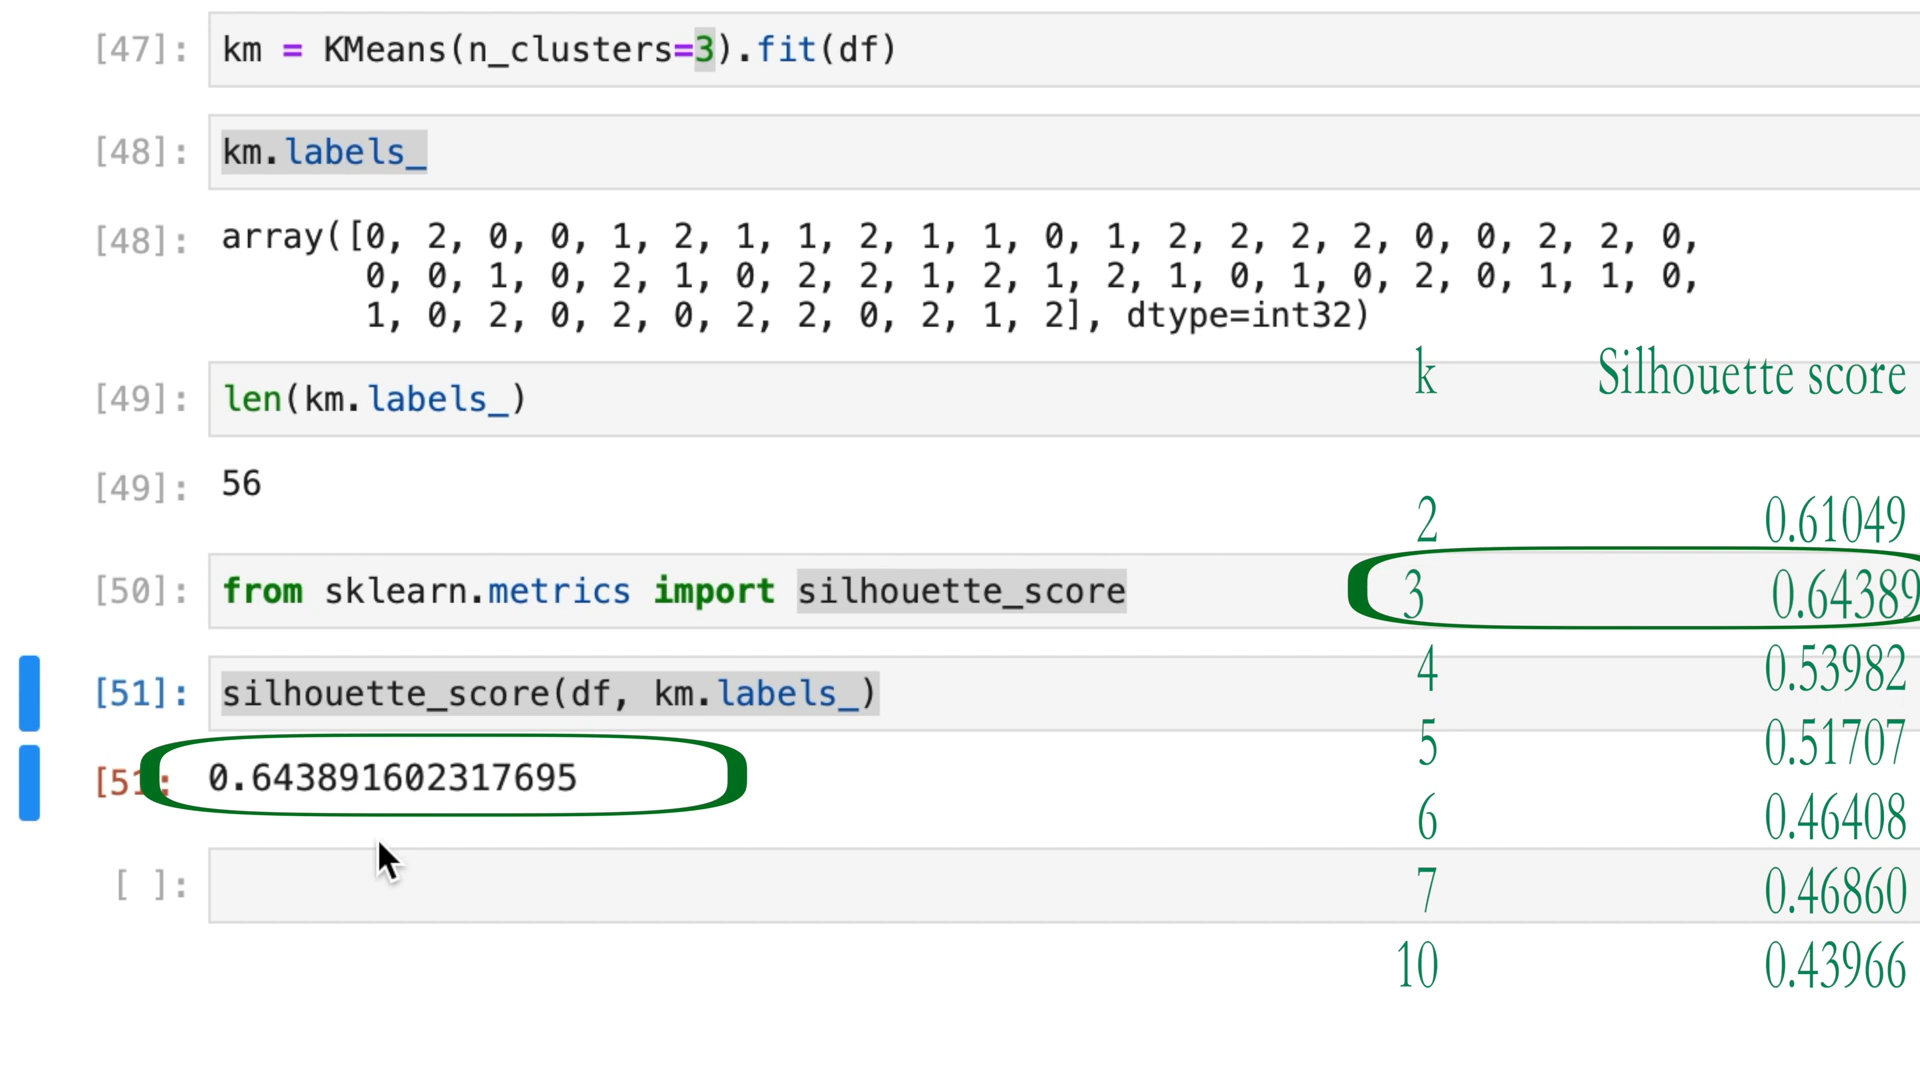 [47]: km = KMeans(n_clusters=3).fit(df)
[48]: km.labels_
[48]: array([0, 2, 0, 0, 1, 2, 1, 1, 2, 1, 1, 0, 1, 2, 2, 2, 2, 0, 0, 2, 2, 0,
0, 0, 1, 0, 2, 1, 0, 2, 2, 1, 2, 1, 2, 1, 0, 1, 0, 2, 0, 1, 1, 0,
1, 0, 2, 0, 2, 0, 2, 2, 0, 2, 1, 2], dtype=int32)
[49]: len(km.labels_)
[49]: 56
[50]: from sklearn.metrics import silhouette_score
[51]: silhouette_score(df, km.labels_)
[51: 0.643891602317695
[ ]:
k Silhouette score
2 0.61049
3 0.64389
4 0.53982
5 0.51707
6 0.46408
7 0.46860
10 0.43966